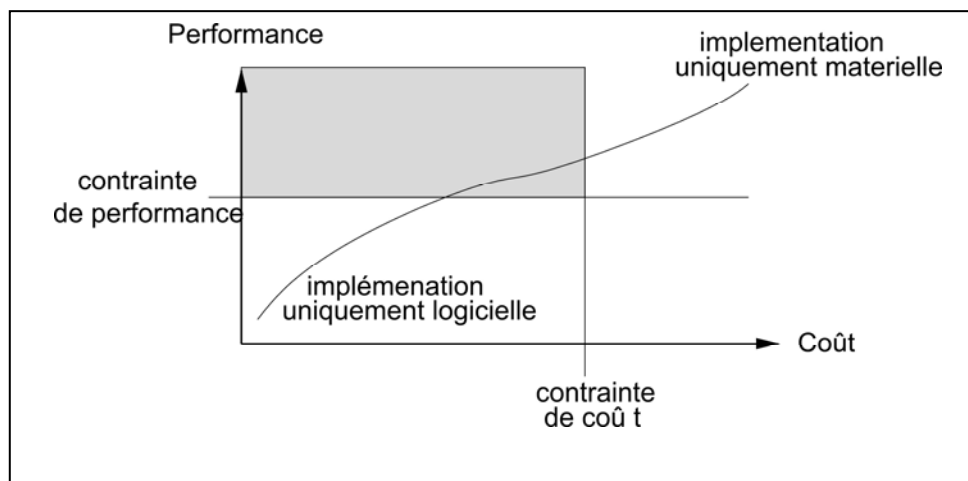 Performance
implementation
uniquement materielle
contrainte
de performance
implémenation
uniquement logicielle
Coût
contrainte
de coû t